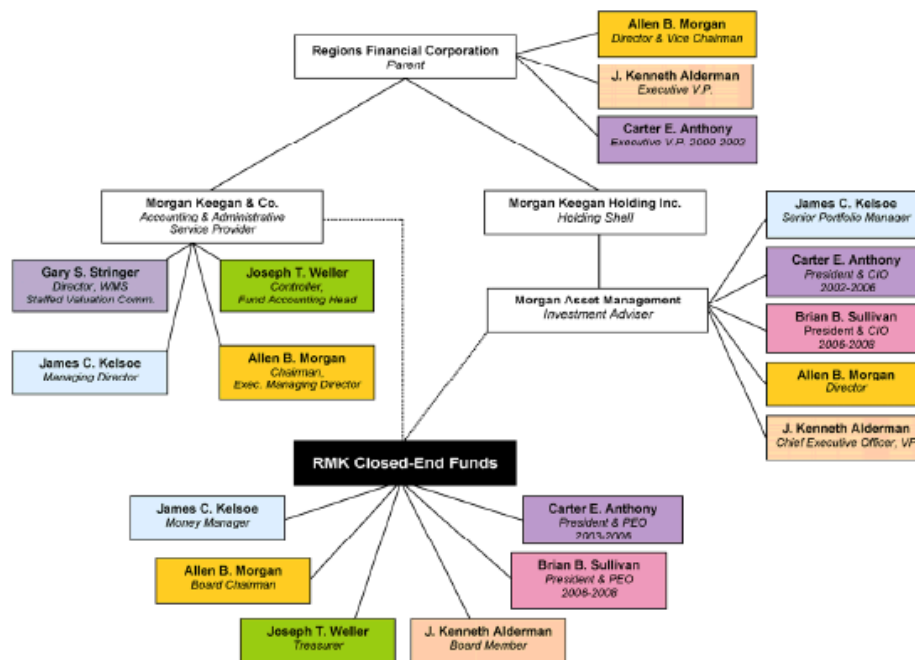 Allen B. Morgan
Director & Vice Chairman
Regions Financial Corporation
Parent
J. Kenneth Alderman
Executive V.P.
Carter E. Anthony
Executive V.P. 2000-2002
Morgan Keegan & Co.
Accounting & Administrative
Service Provider
Morgan Keegan Holding Inc.
Holding Shell
James C. Kelsoe
Senior Portfolio Manager
Gary S. Stringer
Director, WMS
Staffed Valuation Comm.
Joseph T. Weller
Controller,
Fund Accounting Head
Carter E. Anthony
President & CIO
2002-2006
Morgan Asset Management
Investment Adviser
Brian B. Sullivan
President & CIO
2006-2008
James C. Kelsoe
Managing Director
Allen B. Morgan
Chairman,
Exec. Managing Director
Allen B. Morgan
Director
J. Kenneth Alderman
Chief Executive Officer, VP
RMK Closed-End Funds
James C. Kelsoe
Money Manager
Carter E. Anthony
President & PEO
2003-2006
Allen B. Morgan
Board Chairman
Brian B. Sullivan
President & PEO
2006-2008
Joseph T. Weller
Treasurer
J. Kenneth Alderman
Board Member